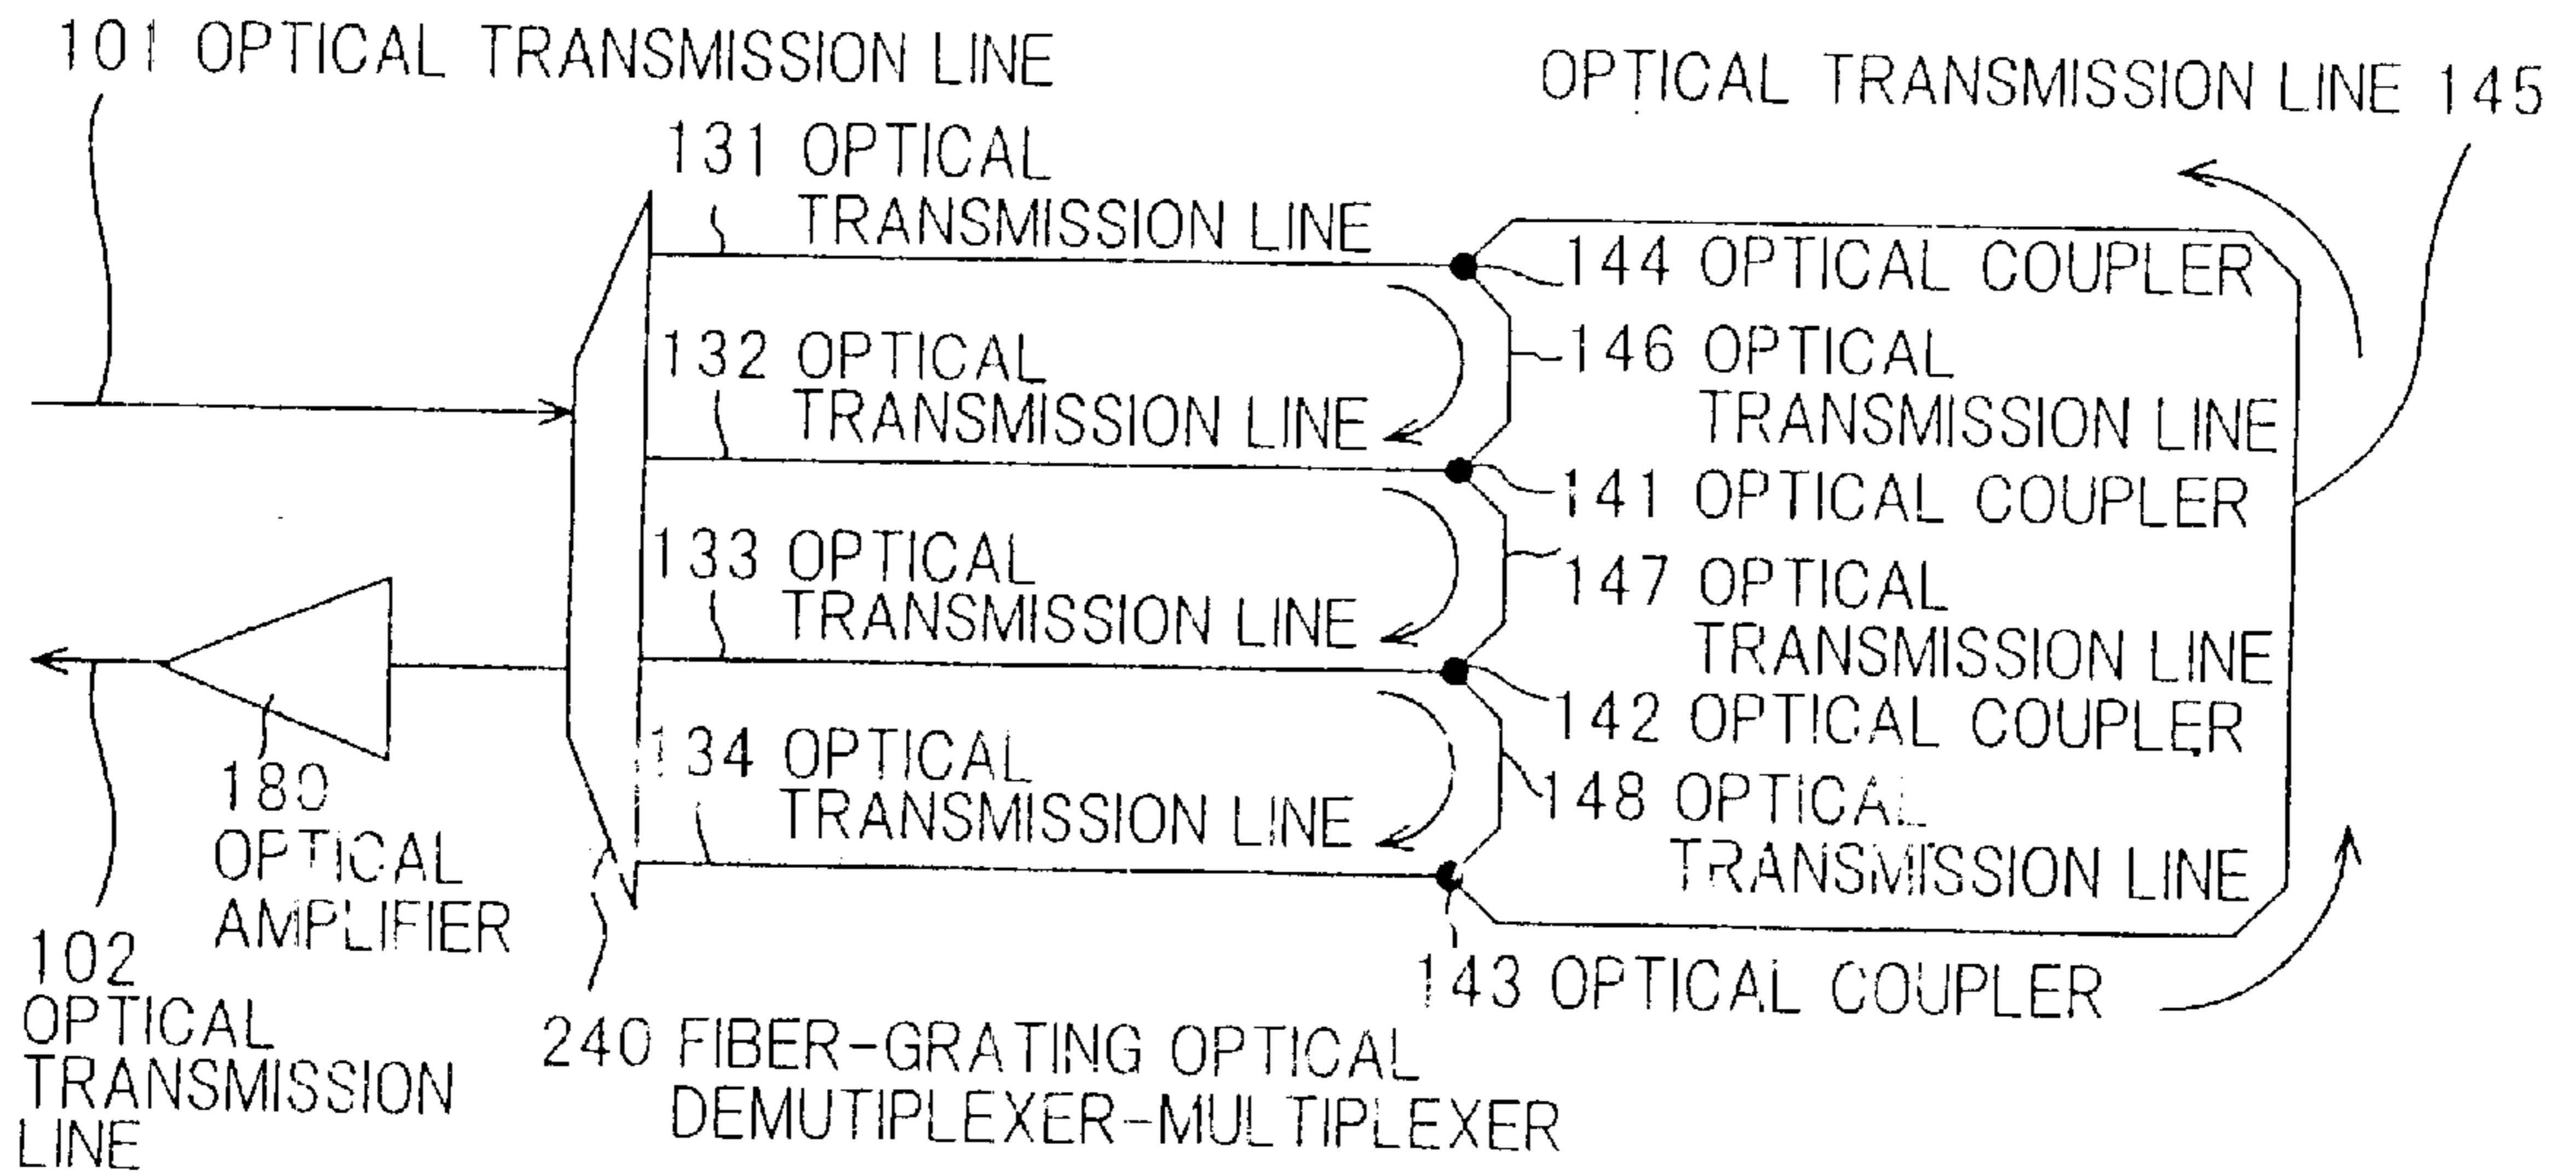 101 OPTICAL TRANSMISSION LINE
OPTICAL TRANSMISSION LINE 145
131 OPTICAL
TRANSMISSION LINE
144 OPTICAL COUPLER
132 OPTICAL
TRANSMISSION LINE
146 OPTICAL
TRANSMISSION LINE
141 OPTICAL COUPLER
133 OPTICAL
TRANSMISSION LINE
147 OPTICAL
TRANSMISSION LINE
142 OPTICAL COUPLER
134 OPTICAL
TRANSMISSION LINE
148 OPTICAL
TRANSMISSION LINE
180
OPTICAL
AMPLIFIER
102
OPTICAL
TRANSMISSION
LINE
143 OPTICAL COUPLER
240 FIBER-GRATING OPTICAL
DEMUTIPLEXER-MULTIPLEXER